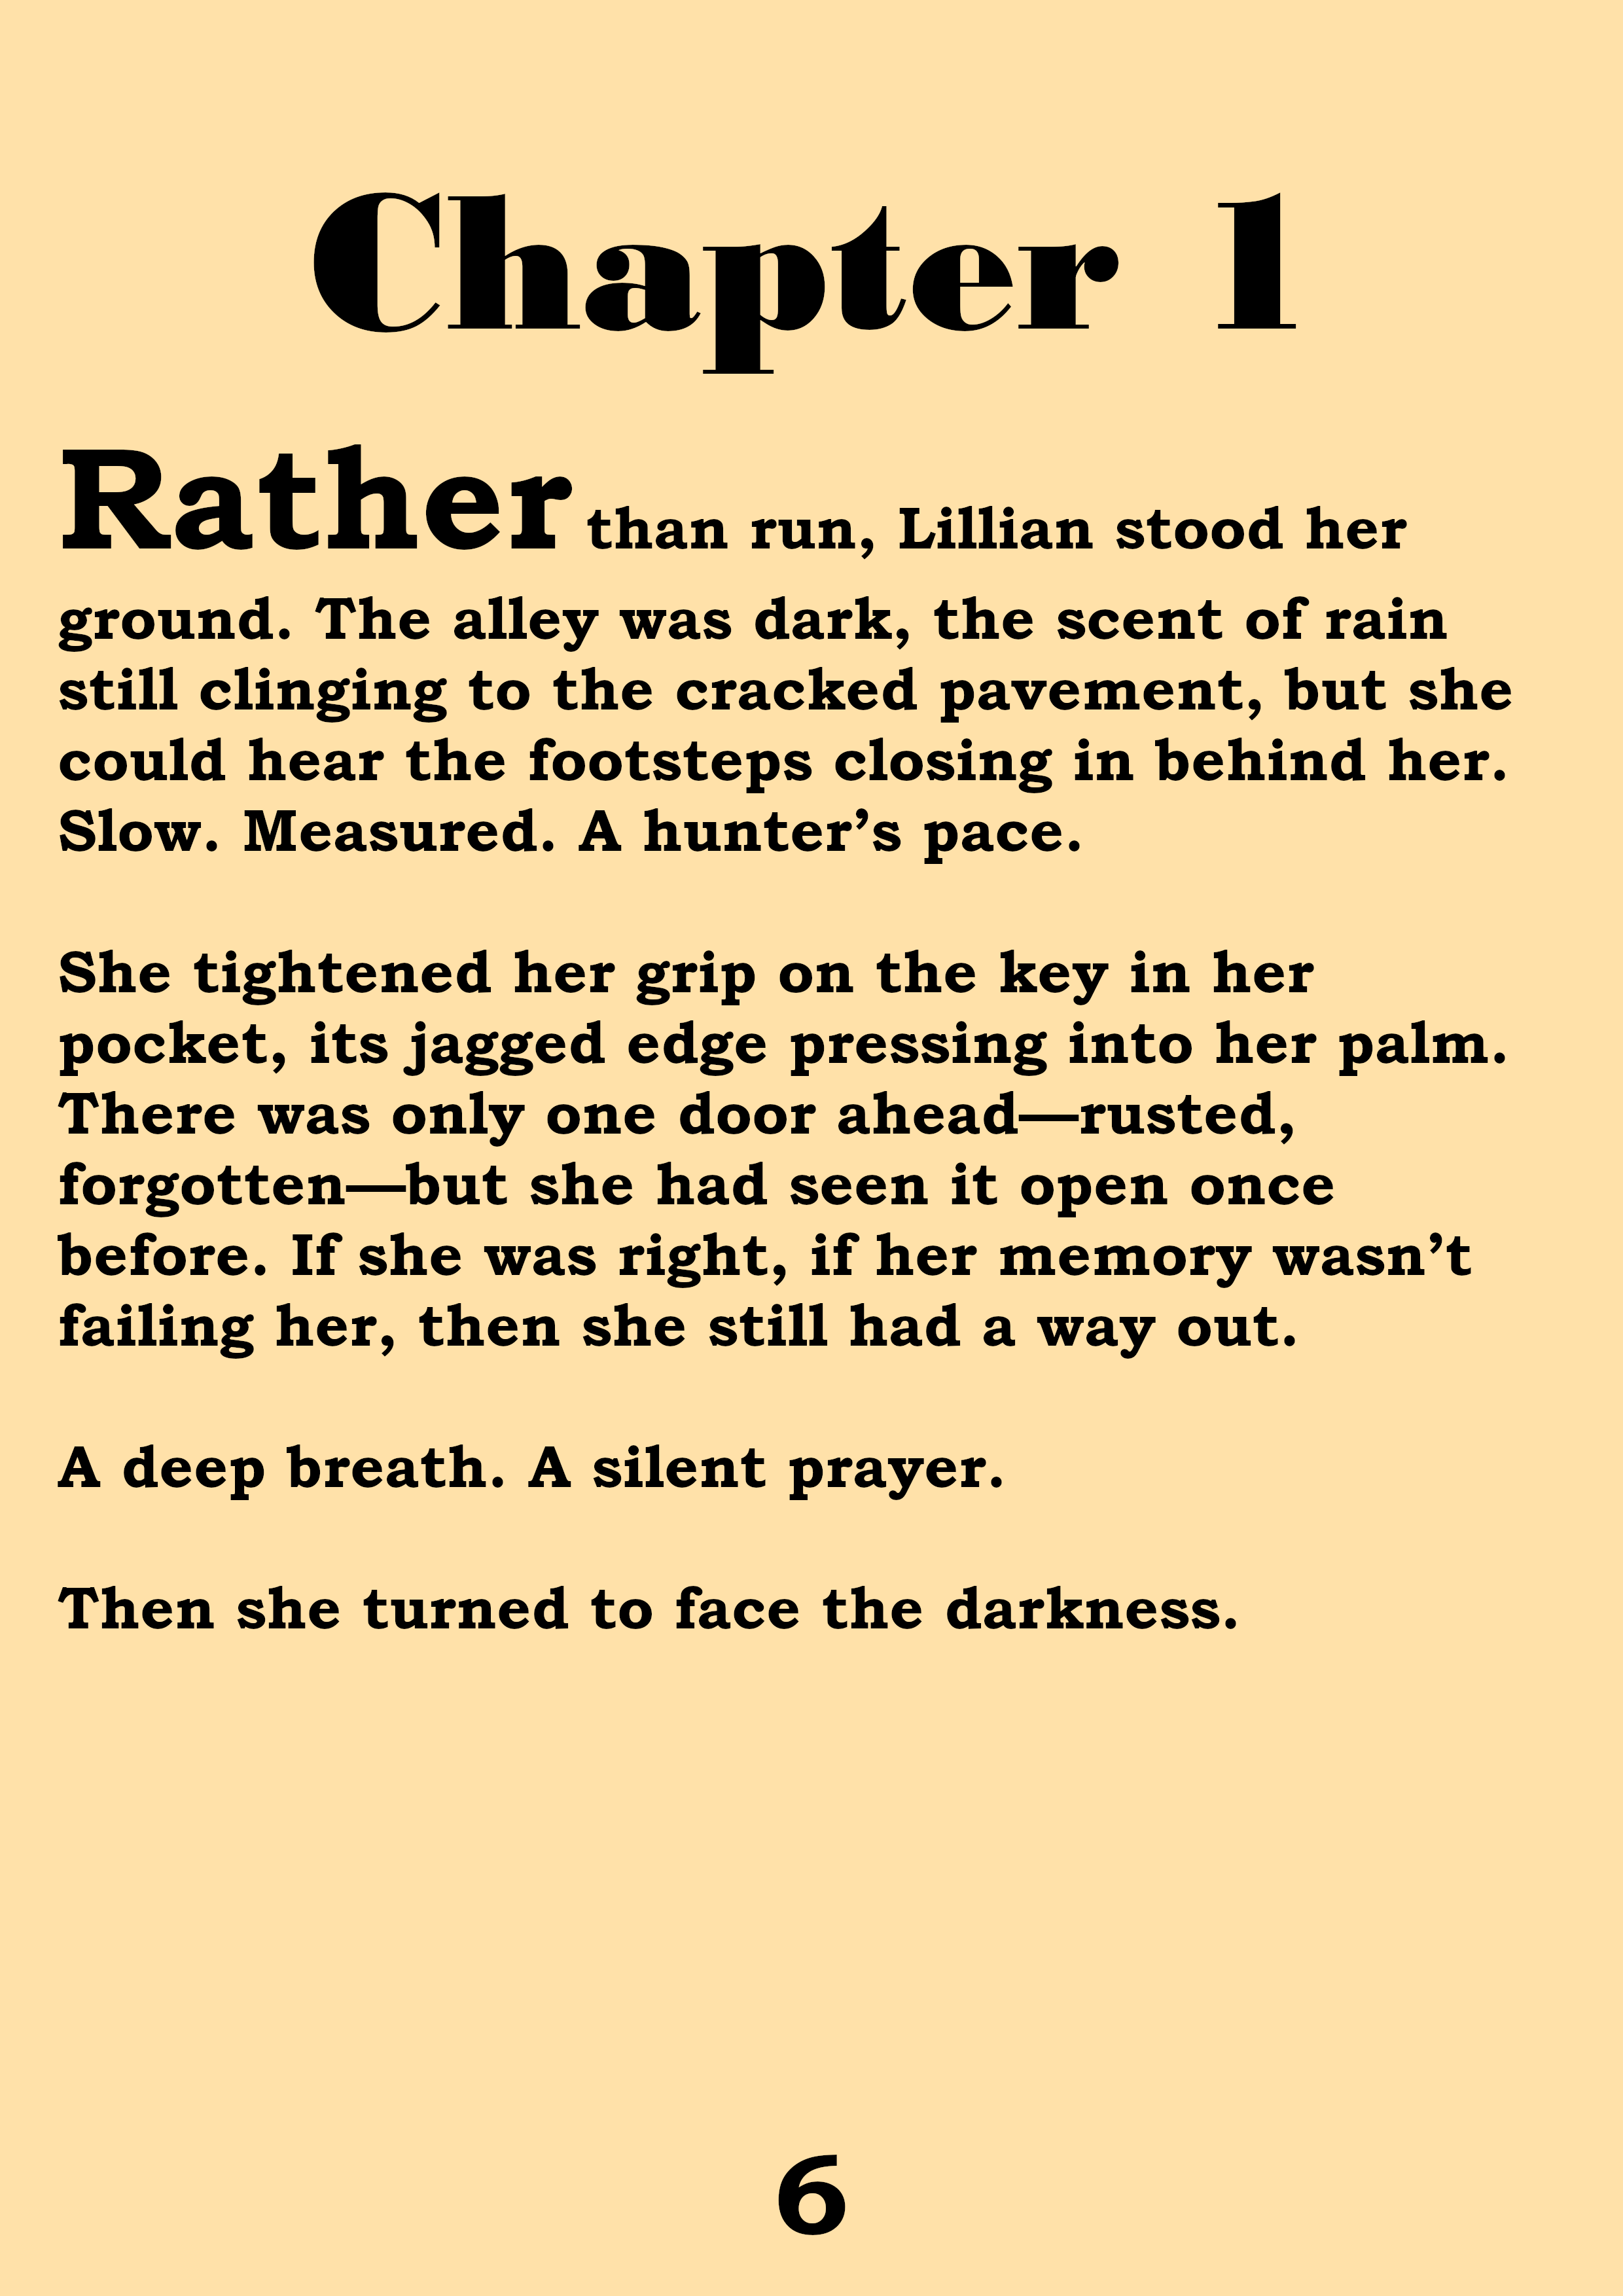 Chapter 1
Rather than run, Lillian stood her
ground. The alley was dark, the scent of rain
still clinging to the cracked pavement, but she
could hear the footsteps closing in behind her.
Slow. Measured. A hunter’s pace.
She tightened her grip on the key in her
pocket, its jagged edge pressing into her palm.
There was only one door ahead—rusted,
forgotten—but she had seen it open once
before. If she was right, if her memory wasn’t
failing her, then she still had a way out.
A deep breath. A silent prayer.
Then she turned to face the darkness.
6